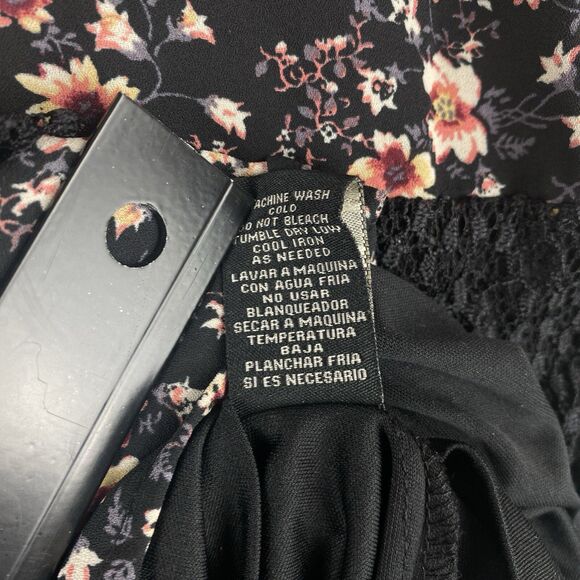 MACHINE WASH
COLD
DO NOT BLEACH
TUMBLE DRY LOW
COOL IRON
AS NEEDED
LAVAR A MAQUINA
CON AGUA FRIA
NO USAR
BLANQUEADOR
SECAR A MAQUINA
TEMPERATURA
BAJA
PLANCHAR FRIA
SI ES NECESARIO